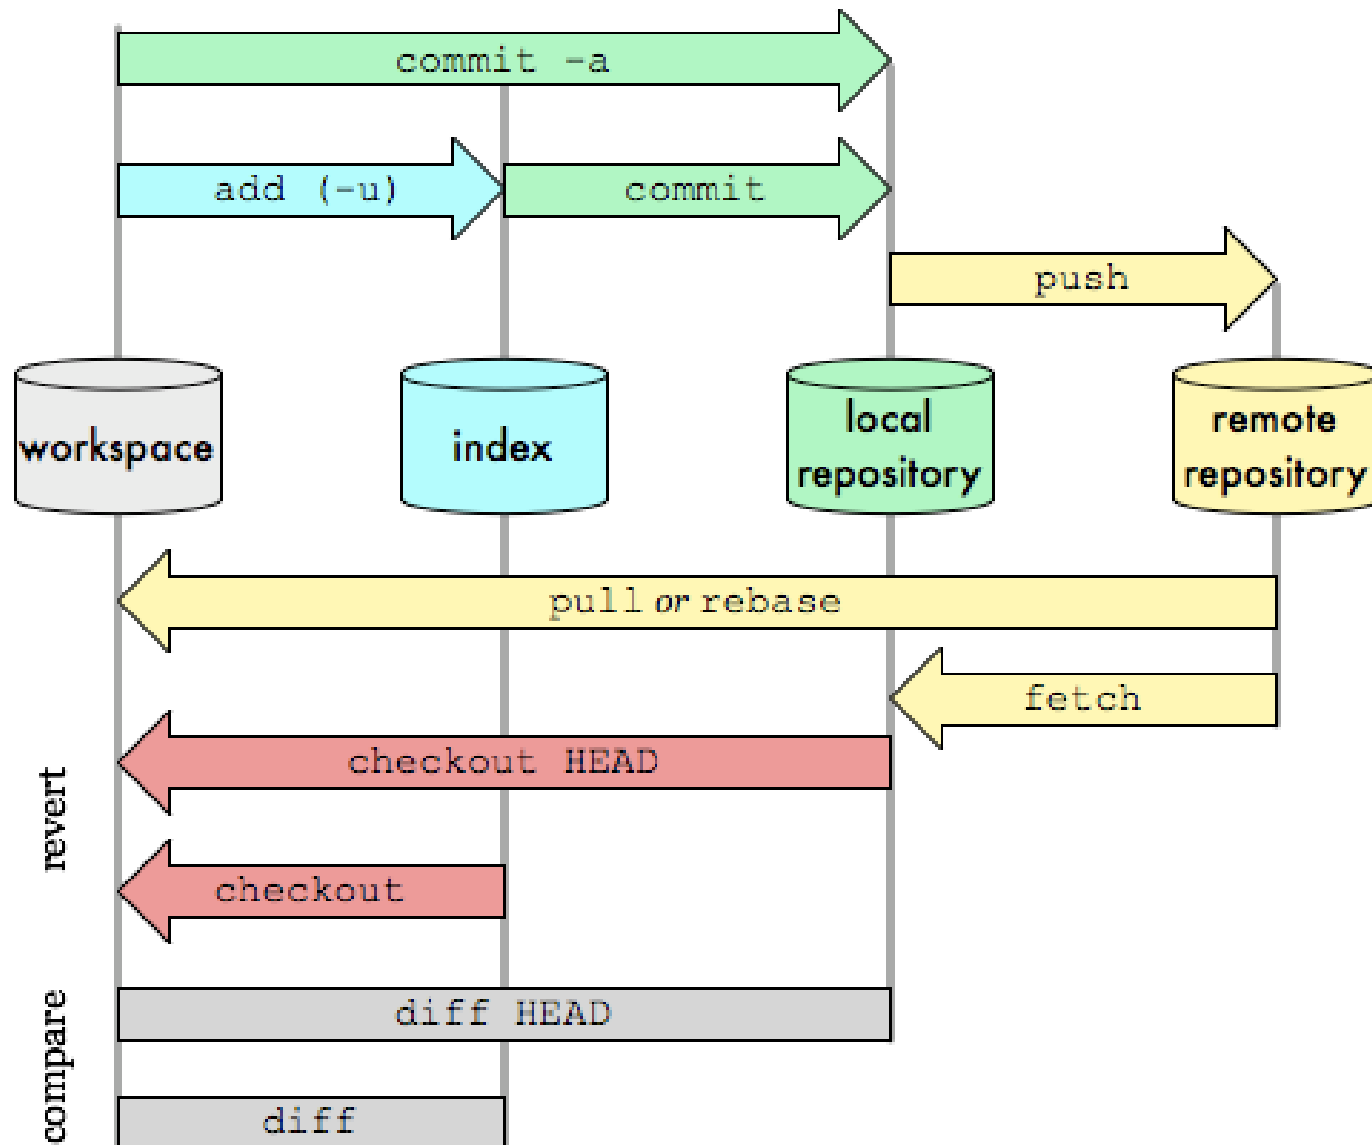 commit -a
add (-u)
commit
push
workspace
index
local
repository
remote
repository
pull or rebase
fetch
revert
checkout HEAD
checkout
compare
diff HEAD
diff